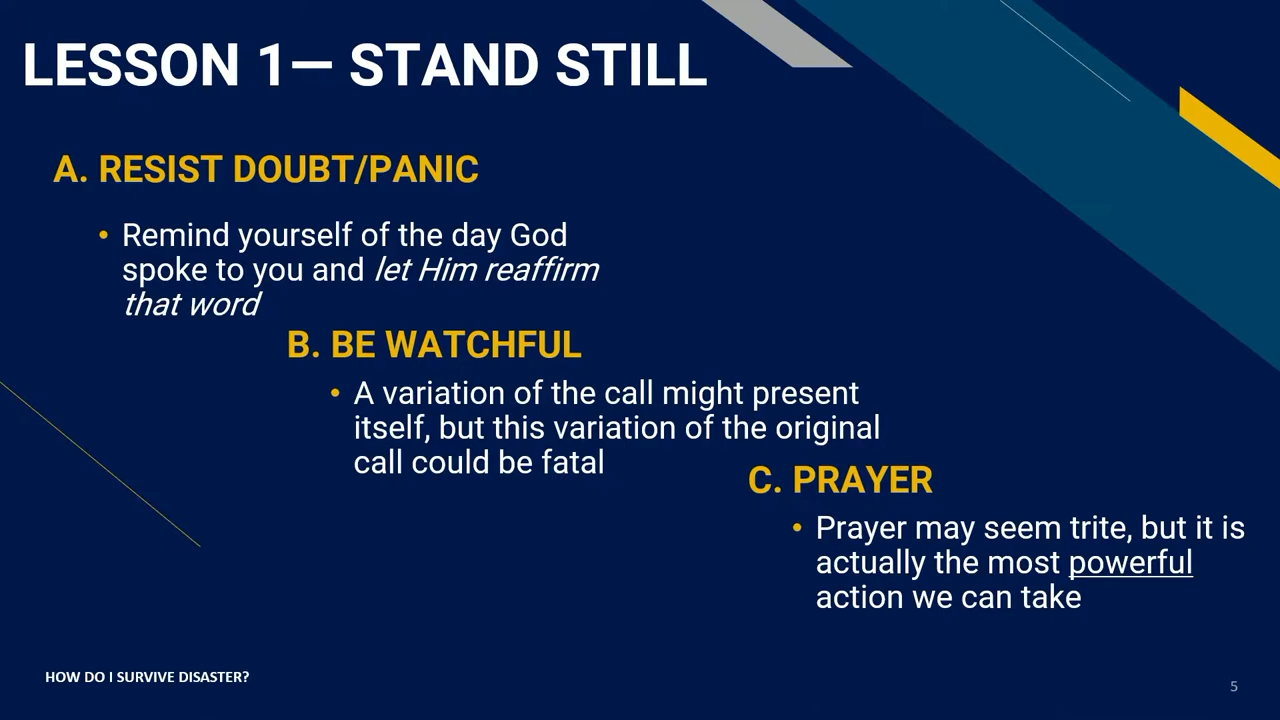 LESSON 1— STAND STILL
A. RESIST DOUBT/PANIC
• Remind yourself of the day God
spoke to you and let Him reaffirm
that word
B. BE WATCHFUL
• A variation of the call might present
itself, but this variation of the original
call could be fatal
C. PRAYER
• Prayer may seem trite, but it is
actually the most powerful
action we can take
HOW DO I SURVIVE DISASTER?
5